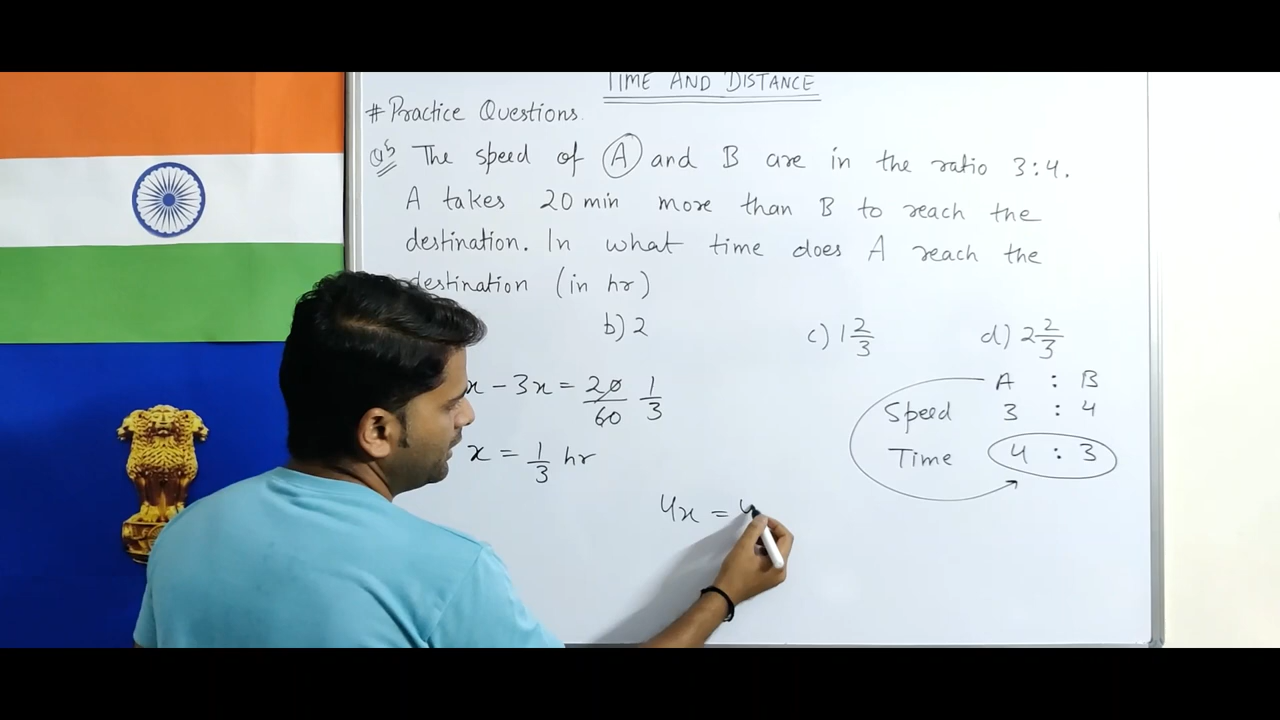 TIME AND DISTANCE
# Practice Questions.
Q5 The speed of A and B are in the ratio 3:4.
A takes 20 min more than B to reach the
destination. In what time does A reach the
destination (in hr)
b) 2 c) 1 2/3 d) 2 2/3
x - 3x = 20/60 1/3
x = 1/3 hr
4x = 4
A : B
Speed 3 : 4
Time 4 : 3